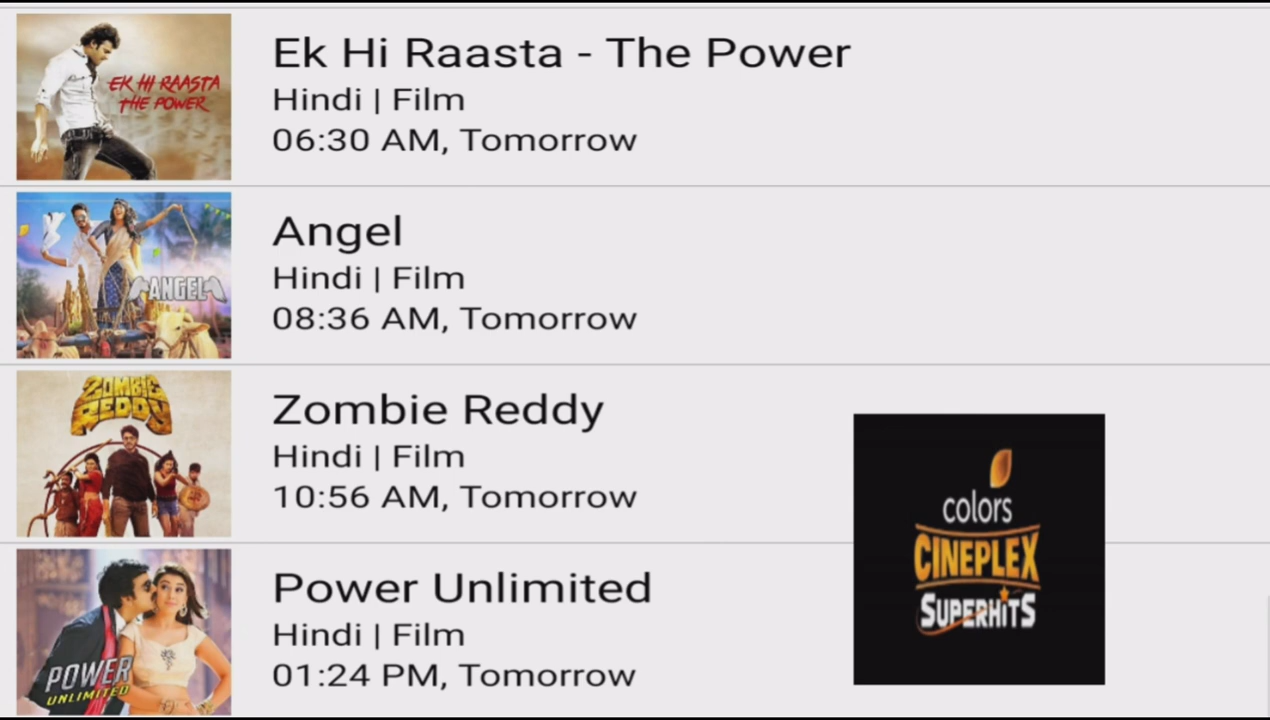 EK HI RAASTA
THE POWER
Ek Hi Raasta - The Power
Hindi | Film
06:30 AM, Tomorrow
ANGEL
Angel
Hindi | Film
08:36 AM, Tomorrow
ZOMBIE
REDDY
Zombie Reddy
Hindi | Film
10:56 AM, Tomorrow
POWER
UNLIMITED
Power Unlimited
Hindi | Film
01:24 PM, Tomorrow
colors
CINEPLEX
SUPERHITS